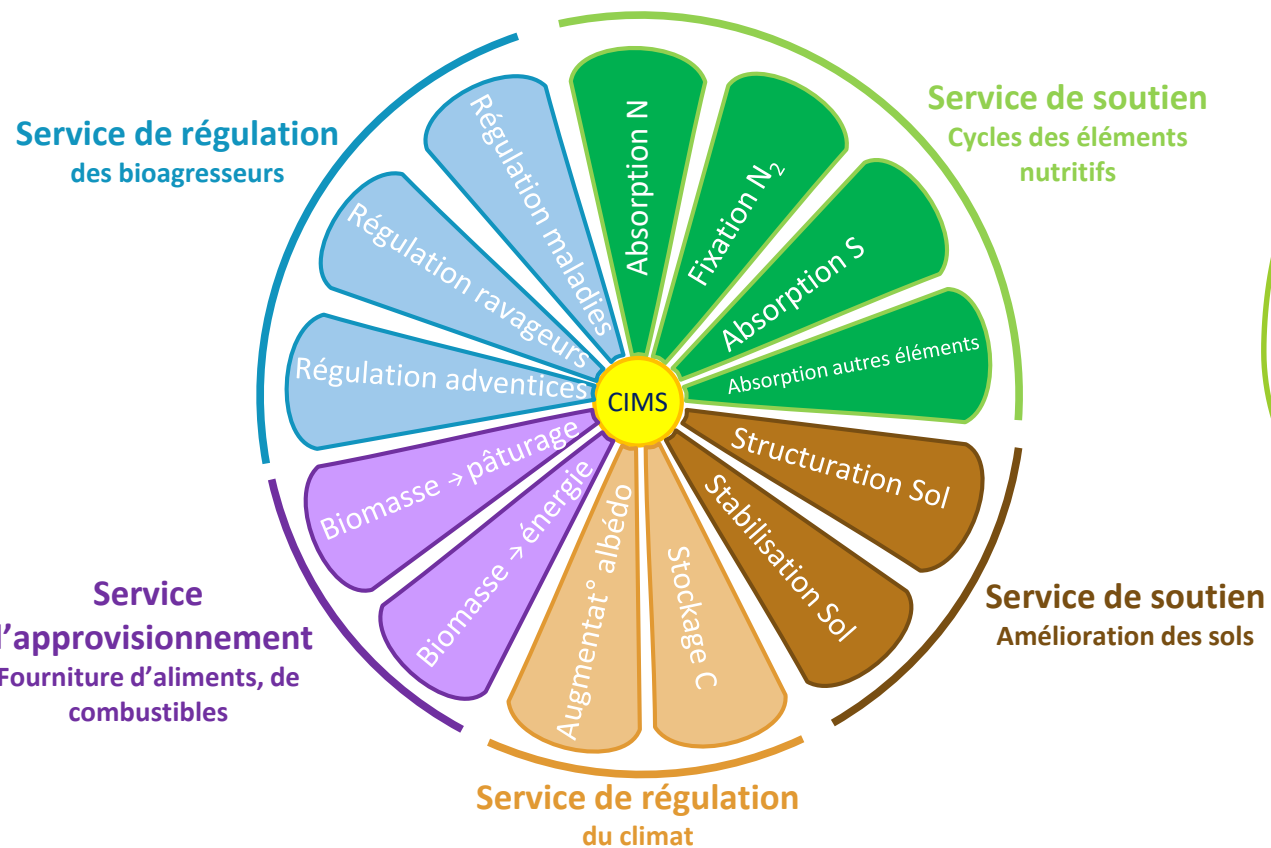 Service de régulation
des bioagresseurs
Service de soutien
Cycles des éléments
nutritifs
Régulation maladies
Régulation ravageurs
Régulation adventices
Absorption N
Fixation N₂
Absorption S
Absorption autres éléments
CIMS
Biomasse → pâturage
Biomasse → énergie
Augmentat° albédo
Stockage C
Stabilisation Sol
Structuration Sol
Service
l'approvisionnement
Fourniture d'aliments, de
combustibles
Service de soutien
Amélioration des sols
Service de régulation
du climat